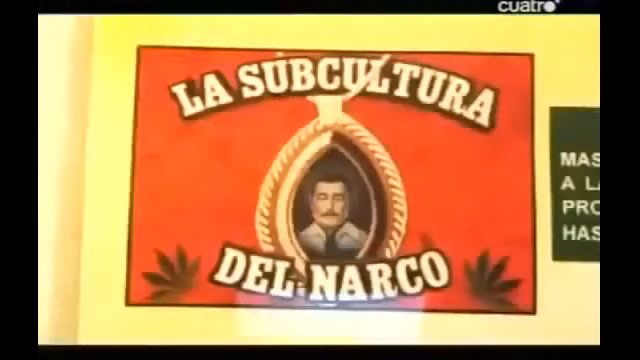 cuatro
LA SUBCULTURA
DEL NARCO
MAS
A LA
PRO
HAS